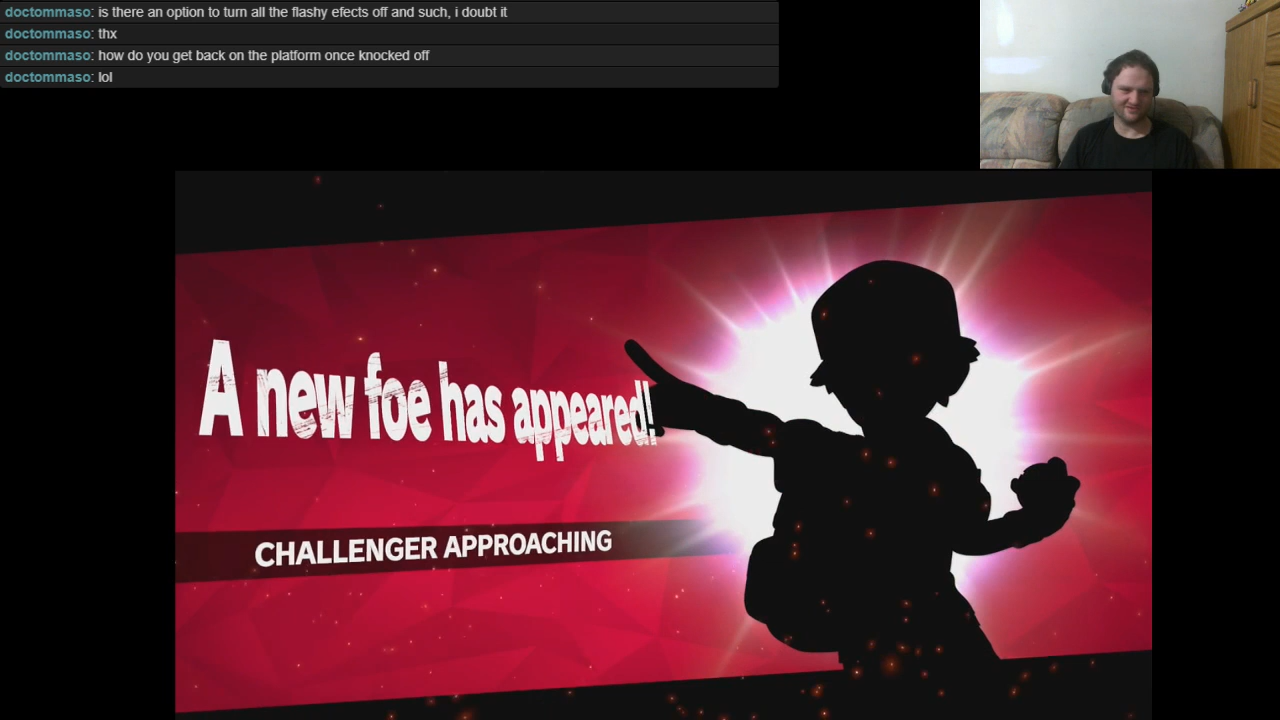 doctommaso: is there an option to turn all the flashy efects off and such, i doubt it
doctommaso: thx
doctommaso: how do you get back on the platform once knocked off
doctommaso: lol
A new foe has appeared!
CHALLENGER APPROACHING